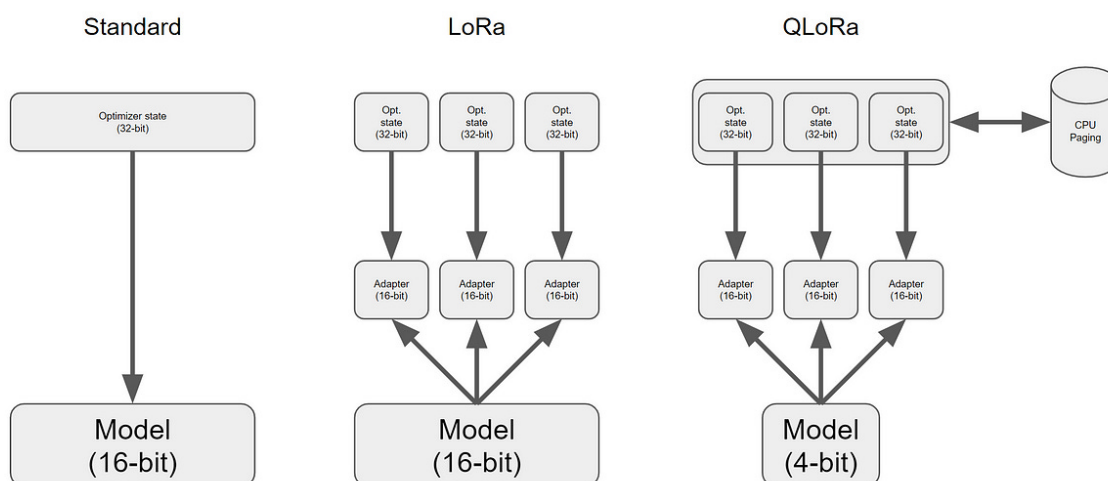 Standard
Optimizer state
(32-bit)
Model
(16-bit)
LoRa
Opt.
state
(32-bit)
Opt.
state
(32-bit)
Opt.
state
(32-bit)
Adapter
(16-bit)
Adapter
(16-bit)
Adapter
(16-bit)
Model
(16-bit)
QLoRa
Opt.
state
(32-bit)
Opt.
state
(32-bit)
Opt.
state
(32-bit)
CPU
Paging
Adapter
(16-bit)
Adapter
(16-bit)
Adapter
(16-bit)
Model
(4-bit)